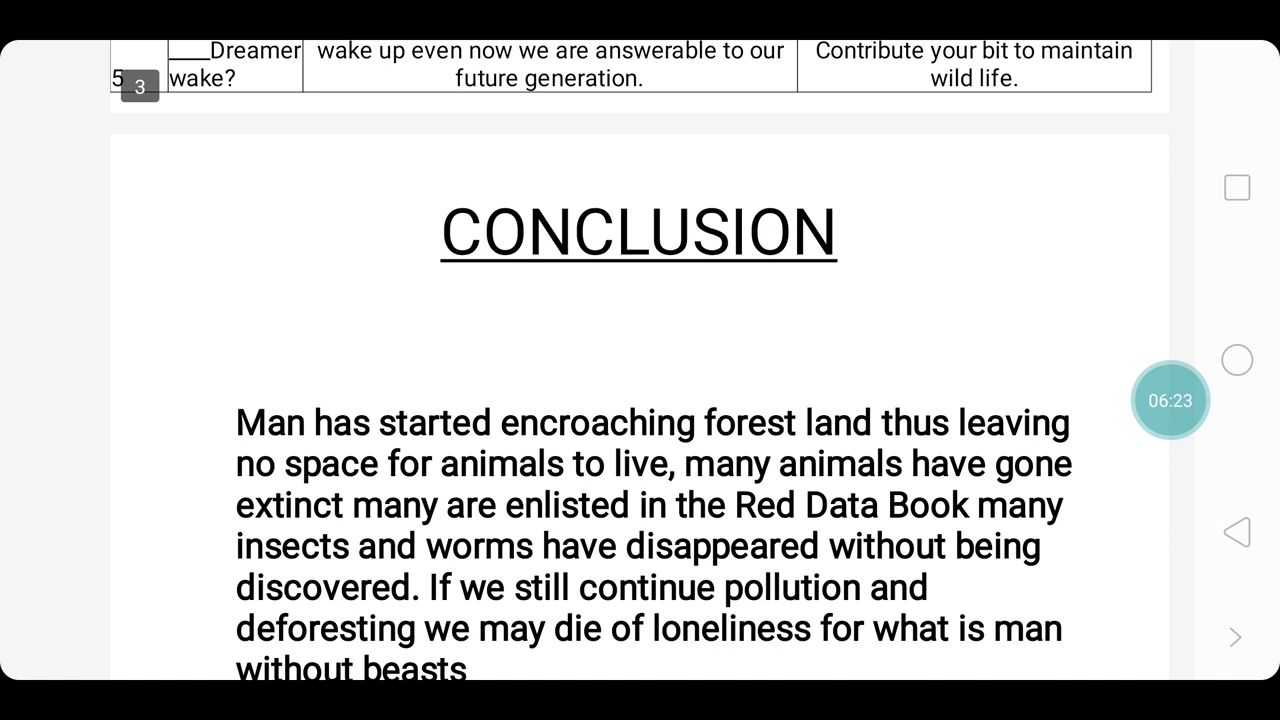 ____Dreamer wake up even now we are answerable to our Contribute your bit to maintain
5 wake? future generation. wild life.
3
CONCLUSION
Man has started encroaching forest land thus leaving
no space for animals to live, many animals have gone
extinct many are enlisted in the Red Data Book many
insects and worms have disappeared without being
discovered. If we still continue pollution and
deforesting we may die of loneliness for what is man
without beasts
06:23